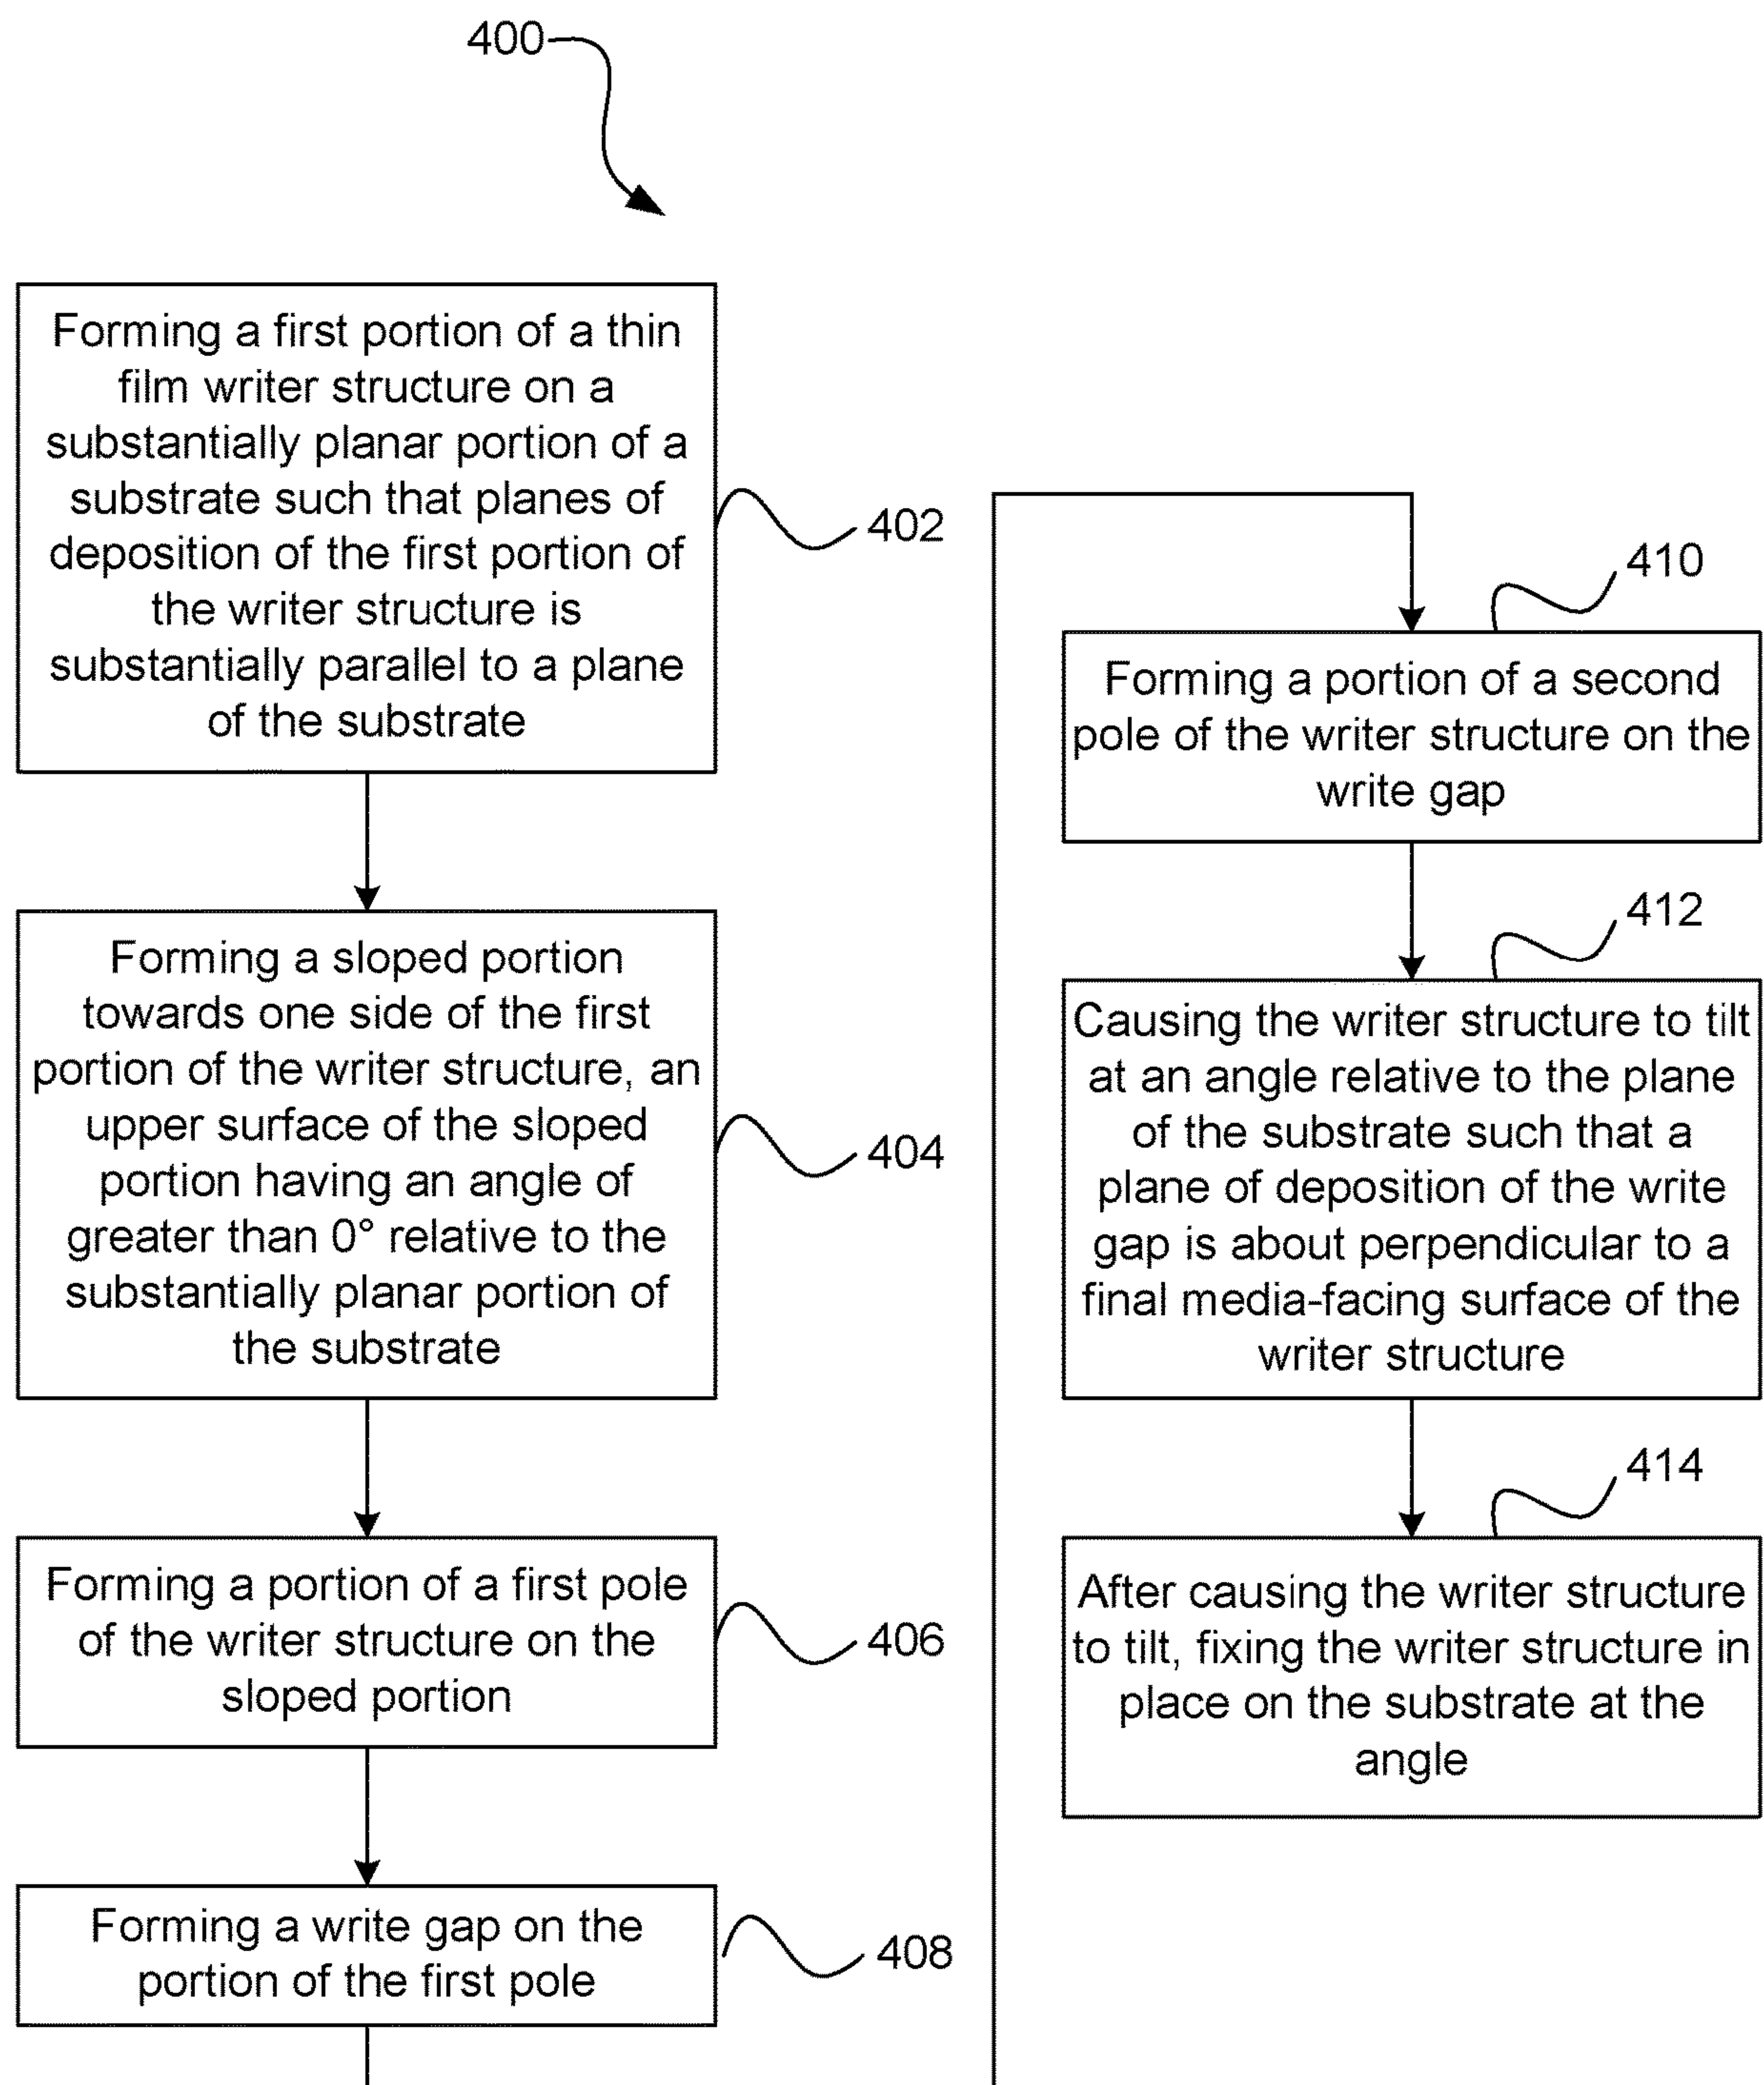 400
Forming a first portion of a thin
film writer structure on a
substantially planar portion of a
substrate such that planes of
deposition of the first portion of
the writer structure is
substantially parallel to a plane
of the substrate
402
Forming a sloped portion
towards one side of the first
portion of the writer structure, an
upper surface of the sloped
portion having an angle of
greater than 0° relative to the
substantially planar portion of
the substrate
404
Forming a portion of a first pole
of the writer structure on the
sloped portion
406
Forming a write gap on the
portion of the first pole
408
410
Forming a portion of a second
pole of the writer structure on the
write gap
412
Causing the writer structure to tilt
at an angle relative to the plane
of the substrate such that a
plane of deposition of the write
gap is about perpendicular to a
final media-facing surface of the
writer structure
414
After causing the writer structure
to tilt, fixing the writer structure in
place on the substrate at the
angle